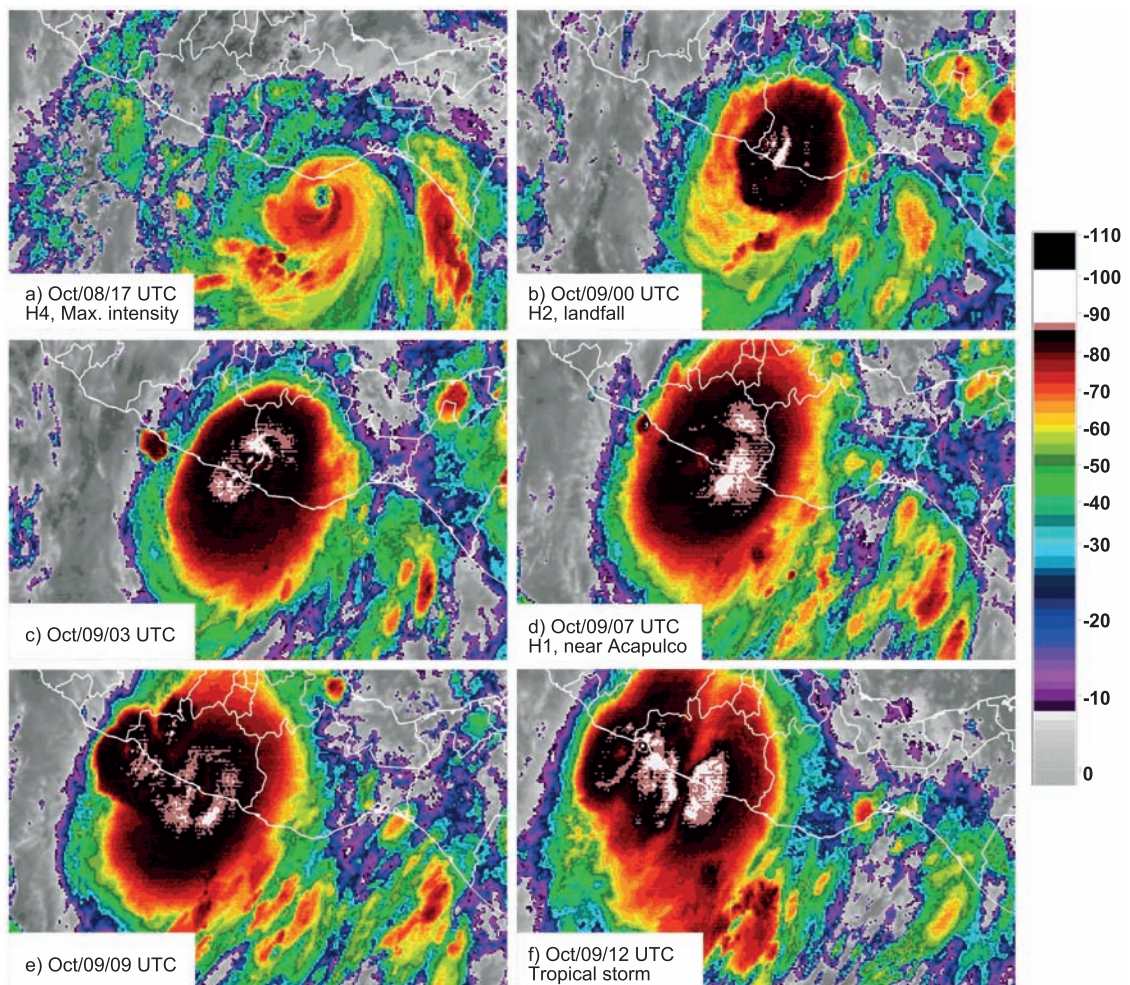 a) Oct/08/17 UTC
H4, Max. intensity
b) Oct/09/00 UTC
H2, landfall
c) Oct/09/03 UTC
d) Oct/09/07 UTC
H1, near Acapulco
e) Oct/09/09 UTC
f) Oct/09/12 UTC
Tropical storm
-110
-100
-90
-80
-70
-60
-50
-40
-30
-20
-10
0